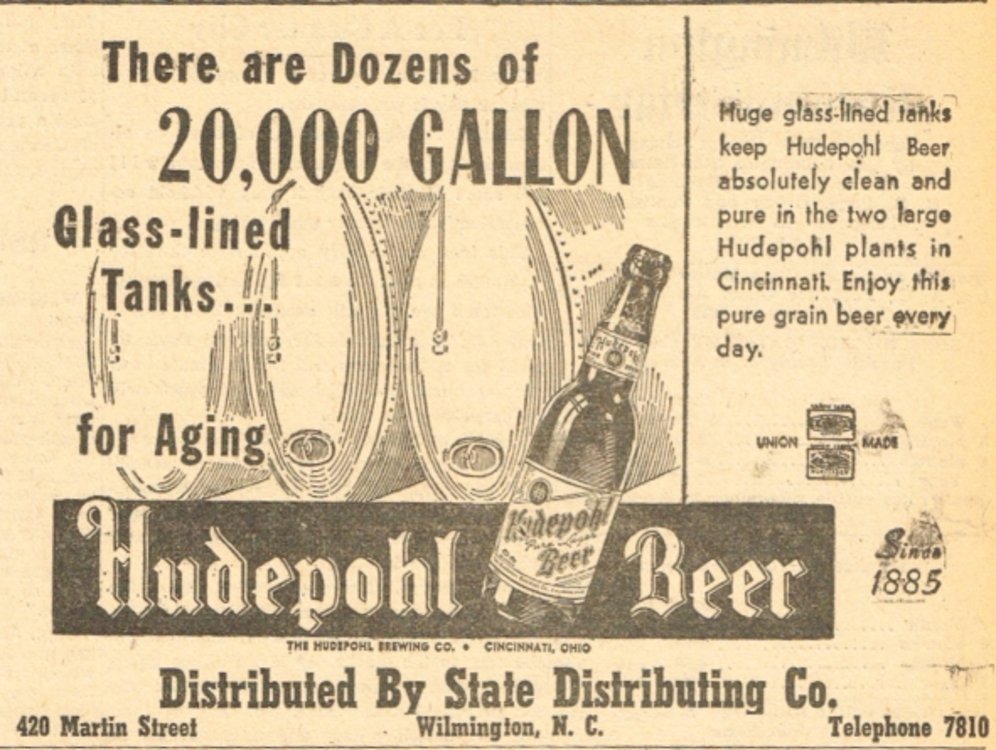 There are Dozens of
20,000 GALLON
Glass-lined
Tanks...
for Aging
Huge glass-lined tanks
keep Hudepohl Beer
absolutely clean and
pure in the two large
Hudepohl plants in
Cincinnati. Enjoy this
pure grain beer every
day.
UNION MADE
Since
1885
Hudepohl
Beer
Hudepohl Beer
THE HUDEPOHL BREWING CO. • CINCINNATI, OHIO
Distributed By State Distributing Co.
420 Martin Street Wilmington, N. C. Telephone 7810